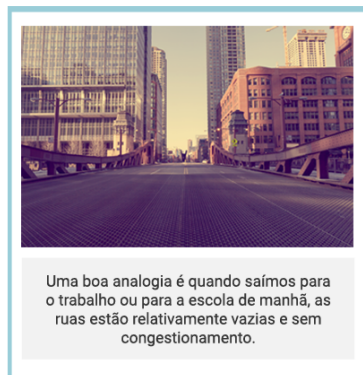 Uma boa analogia é quando saímos para
o trabalho ou para a escola de manhã, as
ruas estão relativamente vazias e sem
congestionamento.